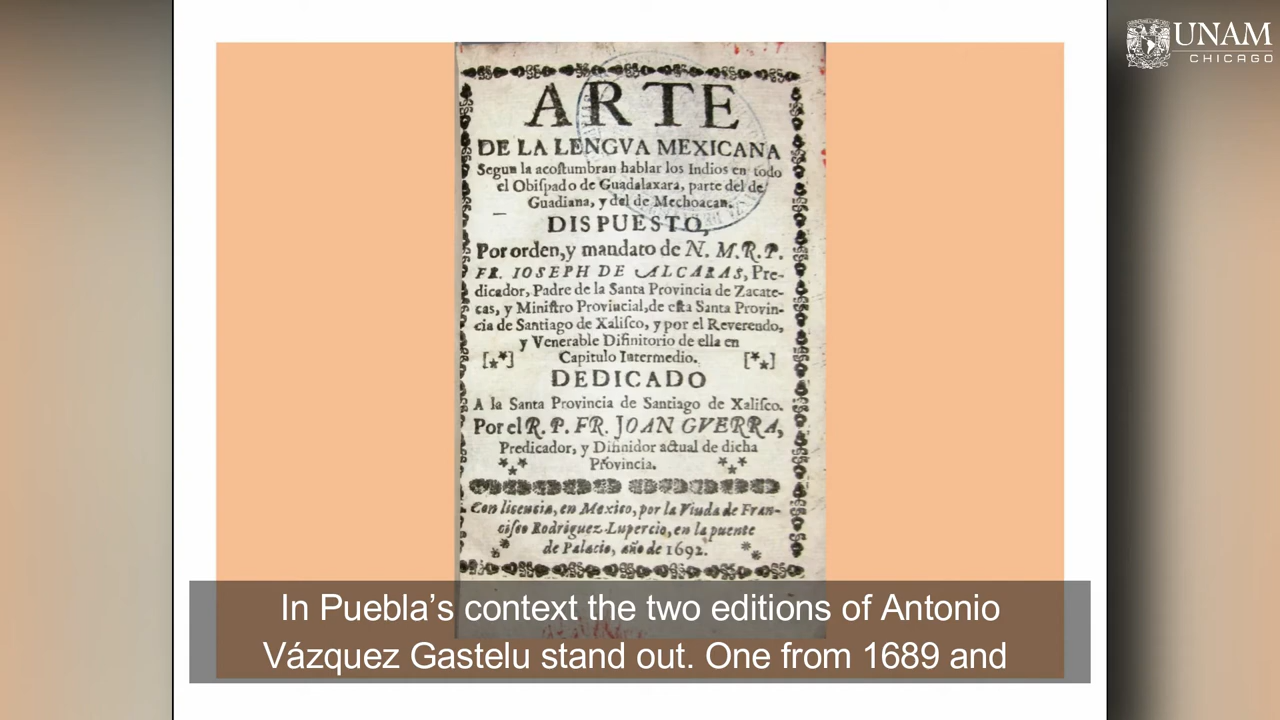 UNAM
CHICAGO
ARTE
DE LA LENGVA MEXICANA
Segun la acoſtumbran hablar los Indios en todo
el Obiſpado de Guadalaxara, parte del de
Guadiana, y del de Mechoacan.
DISPUESTO,
Por orden, y mandato de N. M.R.P.
FR. IOSEPH DE ALCARAS, Pre-
dicador, Padre de la Santa Provincia de Zacate-
cas, y Miniſtro Provincial, de eſta Santa Provin-
cia de Santiago de Xaliſco, y por el Reverendo,
y Venerable Difinitorio de ella en
[⁎*] Capitulo Intermedio. [*⁎]
DEDICADO
A la Santa Provincia de Santiago de Xaliſco.
Por el R. P. FR. JOAN GVERRA,
Predicador, y Difinidor actual de dicha
Provincia.
Con licencia, en Mexico, por la Viuda de Fran-
ciſco Rodriguez Lupercio, en la puente
de Palacio, año de 1692.
In Puebla’s context the two editions of Antonio
Vázquez Gastelu stand out. One from 1689 and